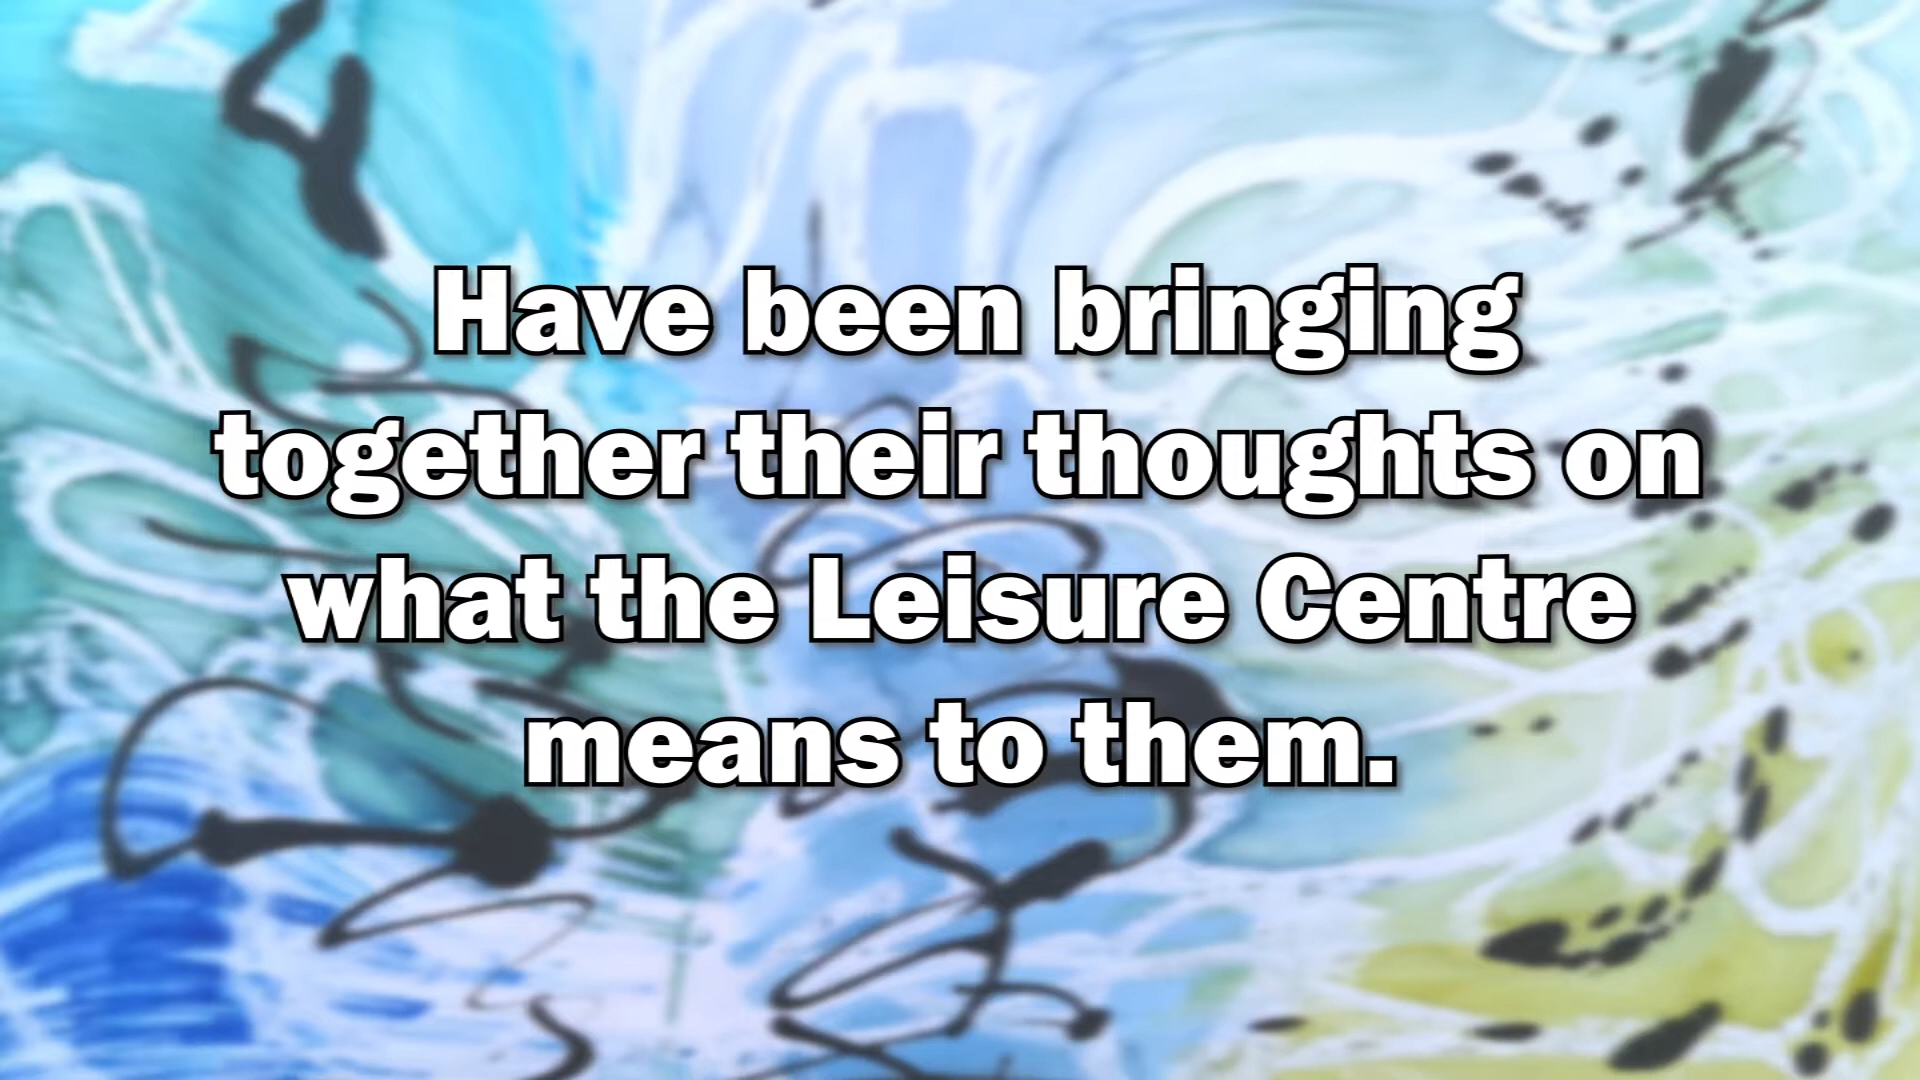 Have been bringing
together their thoughts on
what the Leisure Centre
means to them.